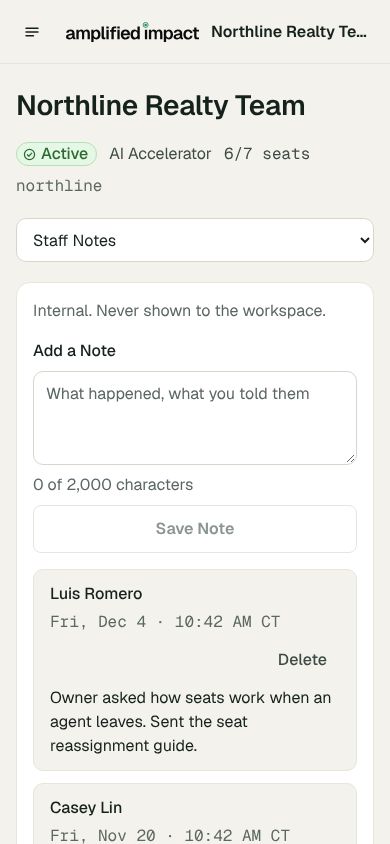 amplified impact Northline Realty Te...
Northline Realty Team
Active AI Accelerator 6/7 seats
northline
Staff Notes
Internal. Never shown to the workspace.
Add a Note
What happened, what you told them
0 of 2,000 characters
Save Note
Luis Romero
Fri, Dec 4 · 10:42 AM CT
Delete
Owner asked how seats work when an
agent leaves. Sent the seat
reassignment guide.
Casey Lin
Fri, Nov 20 · 10:42 AM CT